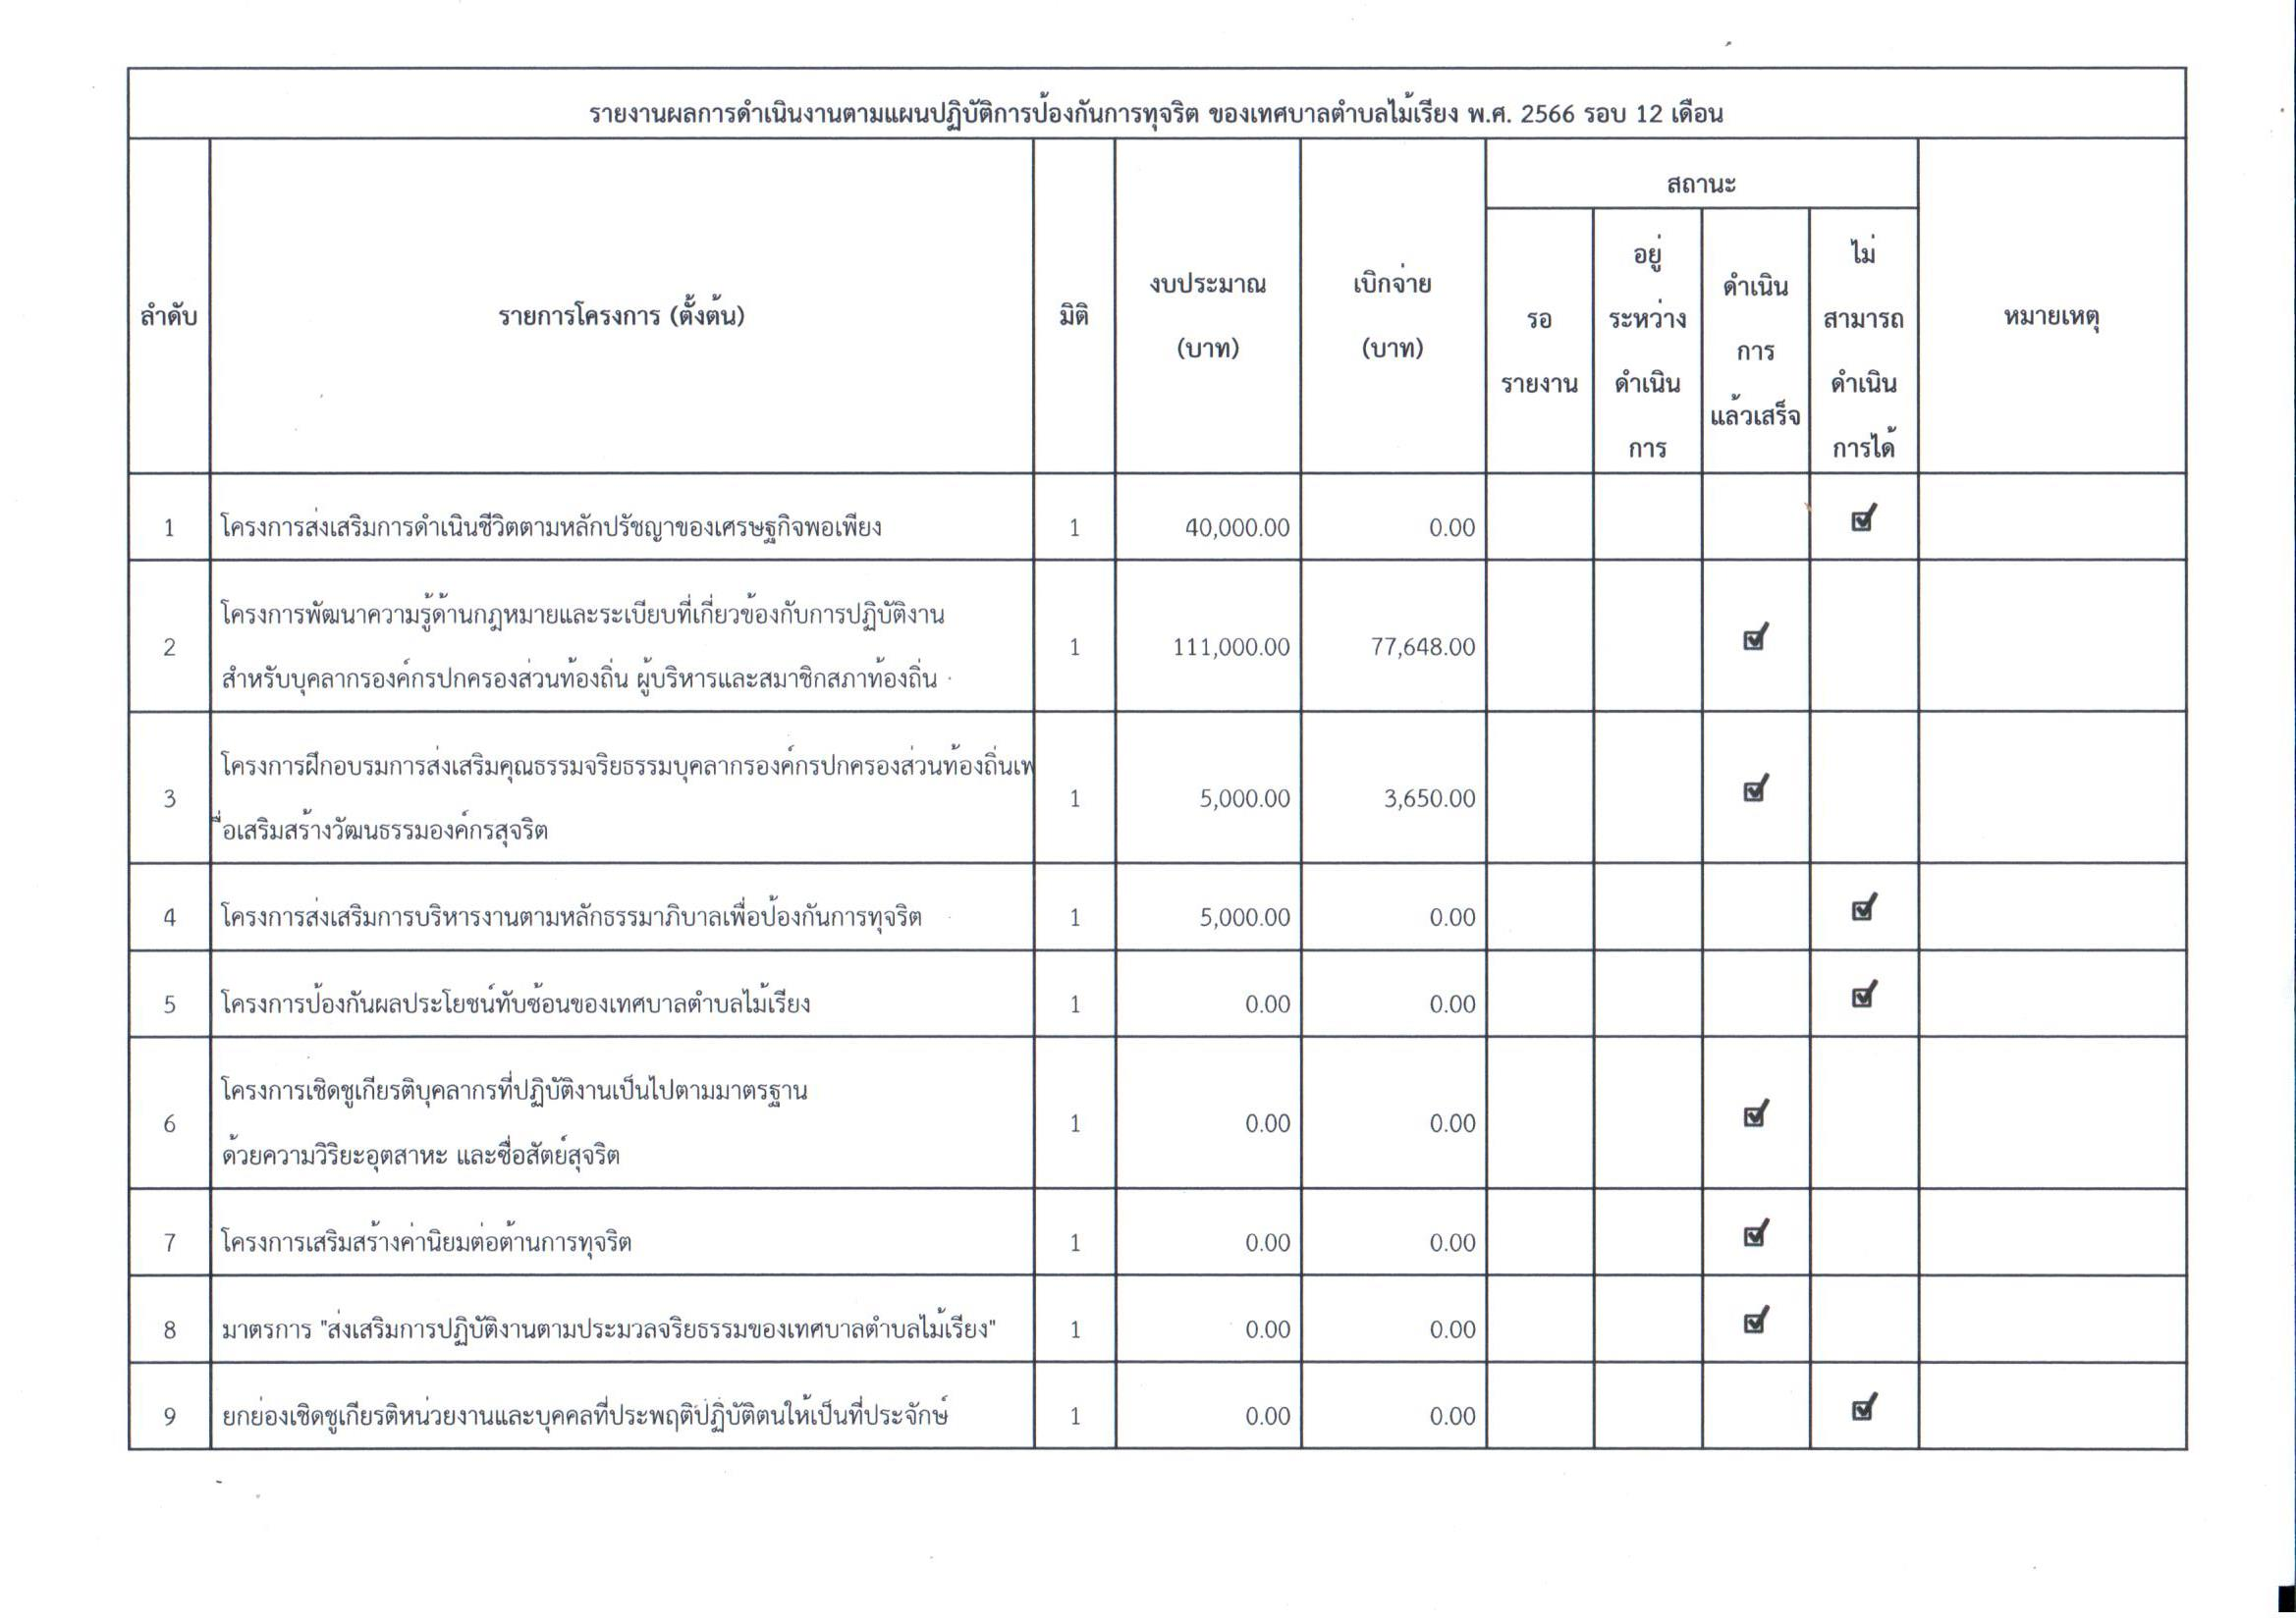 รายงานผลการดำเนินงานตามแผนปฏิบัติการป้องกันการทุจริต ของเทศบาลตำบลไม้เรียง พ.ศ. 2566 รอบ 12 เดือน
ลำดับ
รายการโครงการ (ตั้งต้น)
มิติ
งบประมาณ
(บาท)
เบิกจ่าย
(บาท)
สถานะ
รอ
รายงาน
อยู่
ระหว่าง
ดำเนิน
การ
ดำเนิน
การ
แล้วเสร็จ
ไม่
สามารถ
ดำเนิน
การได้
หมายเหตุ
1 โครงการส่งเสริมการดำเนินชีวิตตามหลักปรัชญาของเศรษฐกิจพอเพียง 1 40,000.00 0.00 ☑
โครงการพัฒนาความรู้ด้านกฎหมายและระเบียบที่เกี่ยวข้องกับการปฏิบัติงาน
2 1 111,000.00 77,648.00 ☑
สำหรับบุคลากรองค์กรปกครองส่วนท้องถิ่น ผู้บริหารและสมาชิกสภาท้องถิ่น
โครงการฝึกอบรมการส่งเสริมคุณธรรมจริยธรรมบุคลากรองค์กรปกครองส่วนท้องถิ่นเพ
3 1 5,000.00 3,650.00 ☑
ื่อเสริมสร้างวัฒนธรรมองค์กรสุจริต
4 โครงการส่งเสริมการบริหารงานตามหลักธรรมาภิบาลเพื่อป้องกันการทุจริต 1 5,000.00 0.00 ☑
5 โครงการป้องกันผลประโยชน์ทับซ้อนของเทศบาลตำบลไม้เรียง 1 0.00 0.00 ☑
โครงการเชิดชูเกียรติบุคลากรที่ปฏิบัติงานเป็นไปตามมาตรฐาน
6 1 0.00 0.00 ☑
ด้วยความวิริยะอุตสาหะ และซื่อสัตย์สุจริต
7 โครงการเสริมสร้างค่านิยมต่อต้านการทุจริต 1 0.00 0.00 ☑
8 มาตรการ "ส่งเสริมการปฏิบัติงานตามประมวลจริยธรรมของเทศบาลตำบลไม้เรียง" 1 0.00 0.00 ☑
9 ยกย่องเชิดชูเกียรติหน่วยงานและบุคคลที่ประพฤติปฏิบัติตนให้เป็นที่ประจักษ์ 1 0.00 0.00 ☑